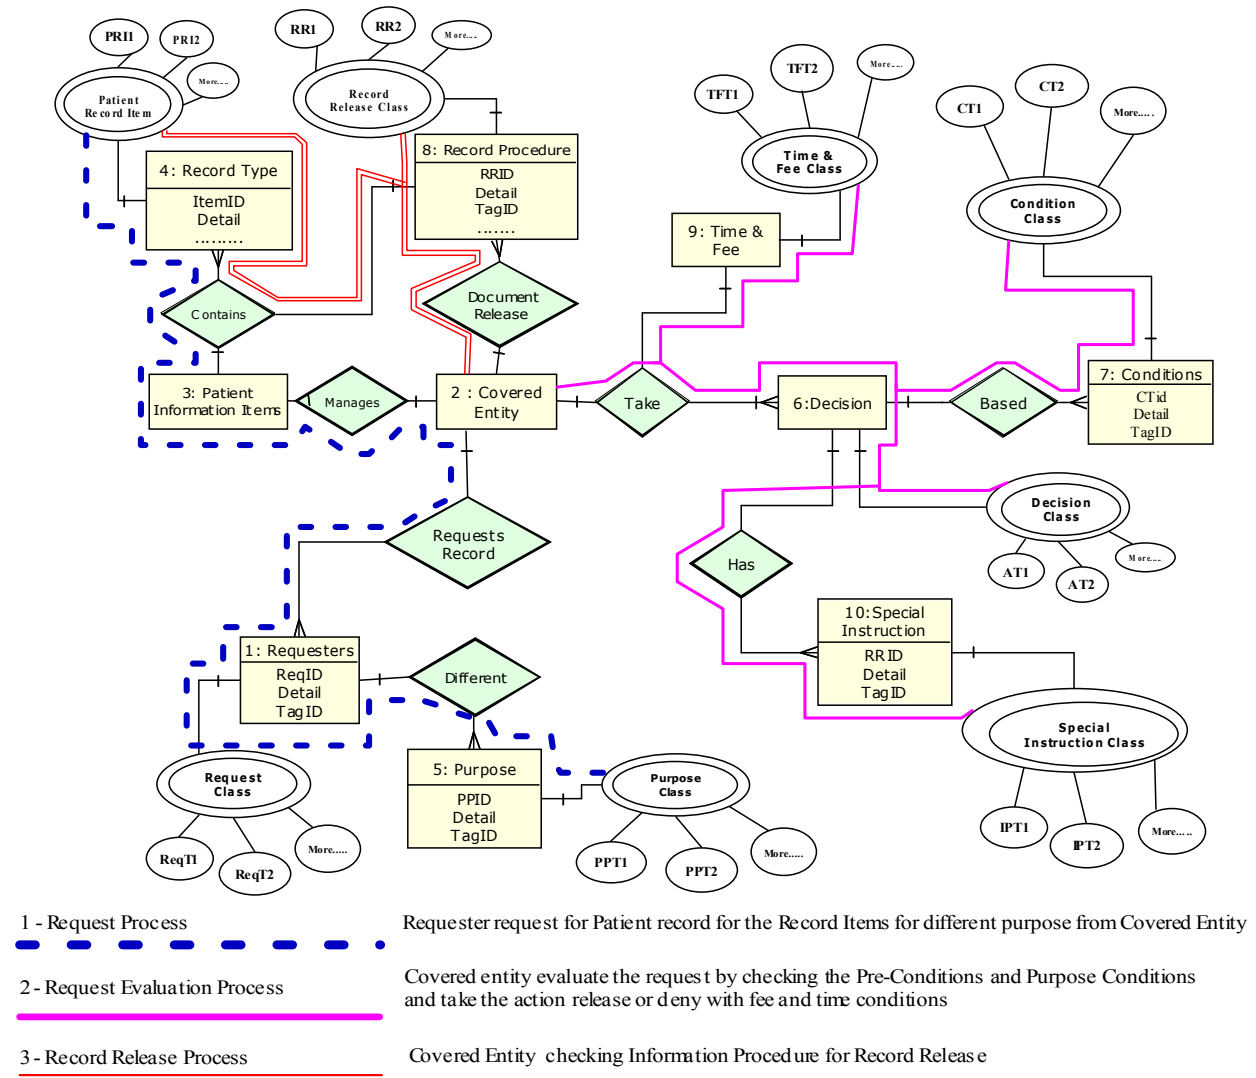 PRI1
PRI2
More.....
Patient
Record Item
RR1
RR2
More....
Record
Release Class
TFT1
TFT2
More.....
Time &
Fee Class
CT1
CT2
More.....
Condition
Class
4: Record Type
ItemID
Detail
.........
8: Record Procedure
RRID
Detail
TagID
.......
9: Time &
Fee
Contains
Document
Release
3: Patient
Information Items
Manages
2 : Covered
Entity
Take
6:Decision
Based
7: Conditions
CTid
Detail
TagID
Requests
Record
Has
Decision
Class
AT1
AT2
More.....
1: Requesters
ReqID
Detail
TagID
Different
10:Special
Instruction
RRID
Detail
TagID
5: Purpose
PPID
Detail
TagID
Request
Class
ReqT1
ReqT2
More.....
Purpose
Class
PPT1
PPT2
More.....
Special
Instruction Class
IPT1
IPT2
More.....
1 - Request Process
Requester request for Patient record for the Record Items for different purpose from Covered Entity
2 - Request Evaluation Process
Covered entity evaluate the request by checking the Pre-Conditions and Purpose Conditions
and take the action release or deny with fee and time conditions
3 - Record Release Process
Covered Entity checking Information Procedure for Record Release